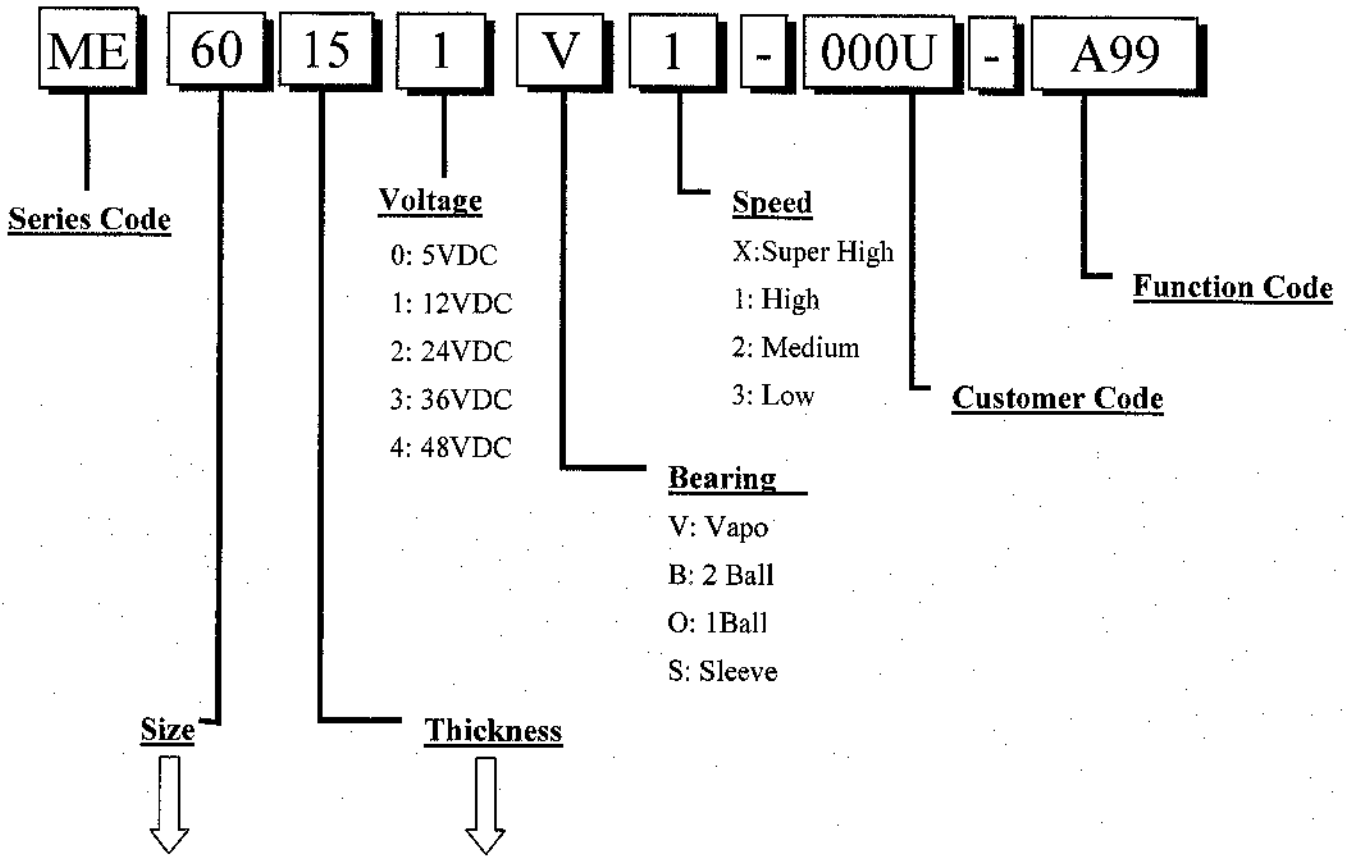 ME 60 15 1 V 1 - 000U - A99
Series Code
Voltage
0: 5VDC
1: 12VDC
2: 24VDC
3: 36VDC
4: 48VDC
Speed
X:Super High
1: High
2: Medium
3: Low
Function Code
Customer Code
Bearing
V: Vapo
B: 2 Ball
O: 1Ball
S: Sleeve
Size
Thickness